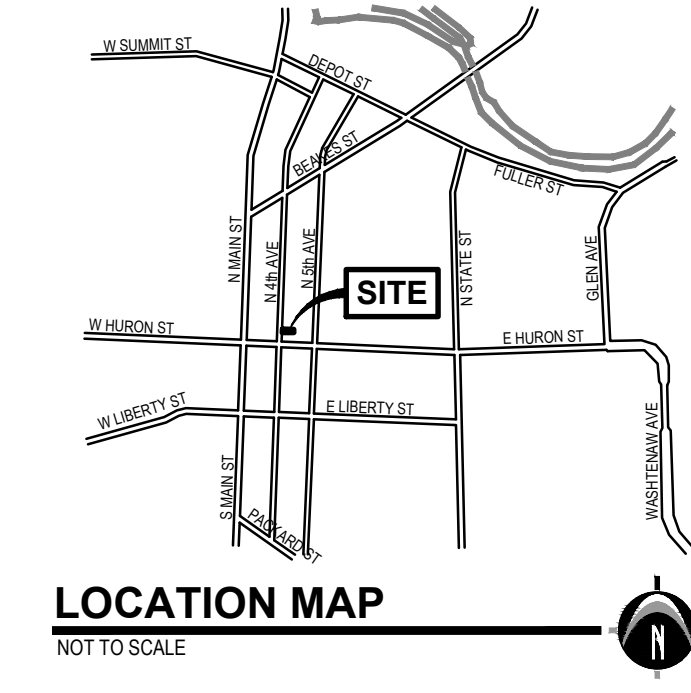 W SUMMIT ST
DEPOT ST
BEAKES ST
FULLER ST
N MAIN ST
N 4th AVE
N 5th AVE
N STATE ST
GLEN AVE
SITE
W HURON ST
E HURON ST
W LIBERTY ST
E LIBERTY ST
S MAIN ST
PACKARD ST
WASHTENAW AVE
LOCATION MAP
NOT TO SCALE
N